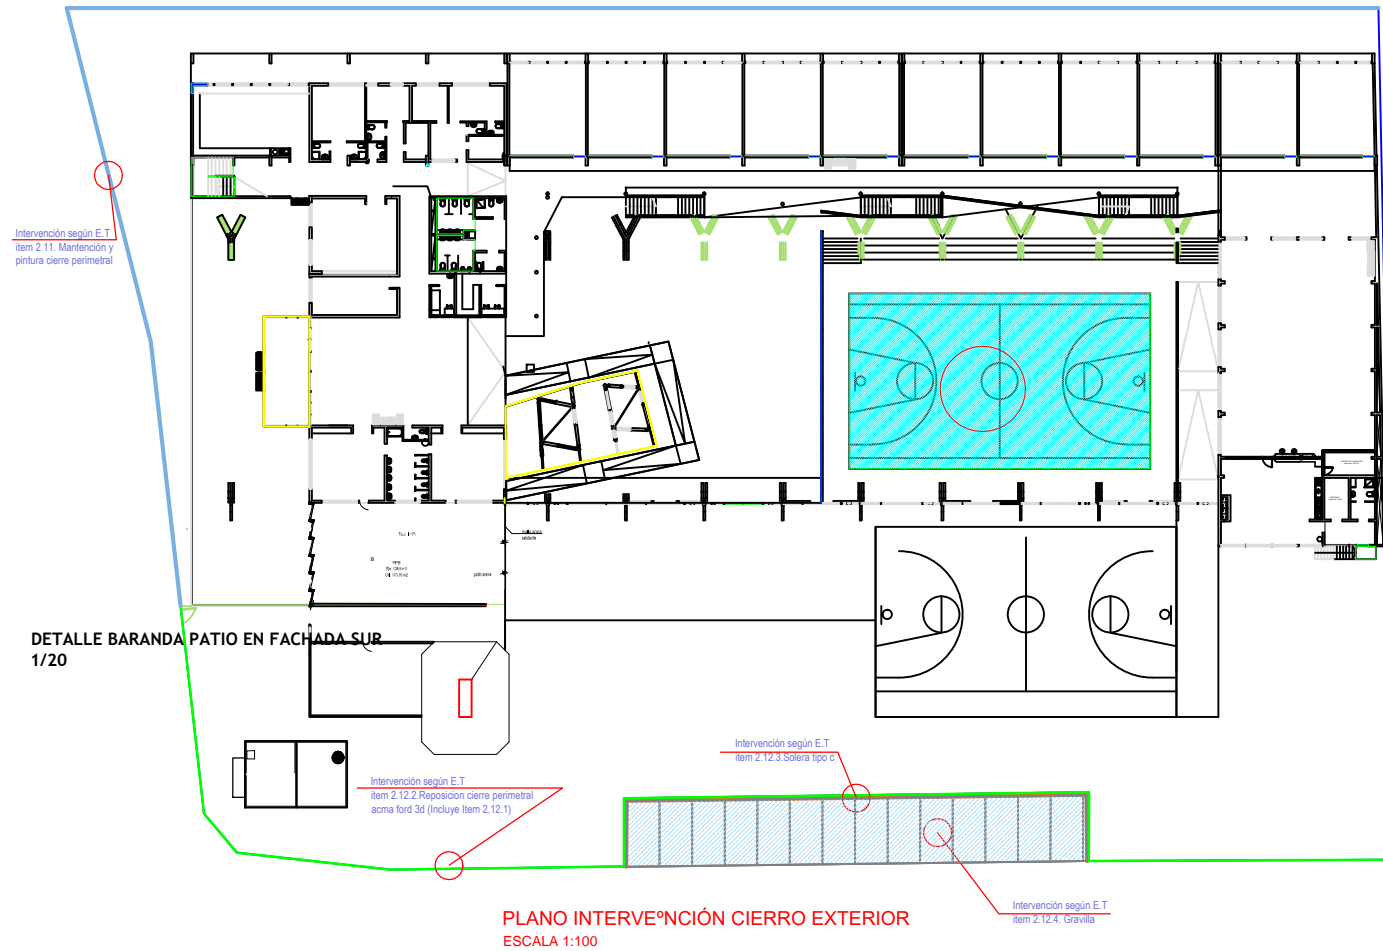 Intervención según E.T
item 2.11. Mantención y
pintura cierre perimetral
DETALLE BARANDA PATIO EN FACHADA SUR
1/20
Intervención según E.T
item 2.12.3.Solera tipo c
Intervención según E.T
item 2.12.2.Reposicion cierre perimetral
acma ford 3d (Incluye Item 2.12.1)
Intervención según E.T
item 2.12.4. Gravilla
PLANO INTERVEºNCIÓN CIERRO EXTERIOR
ESCALA 1:100